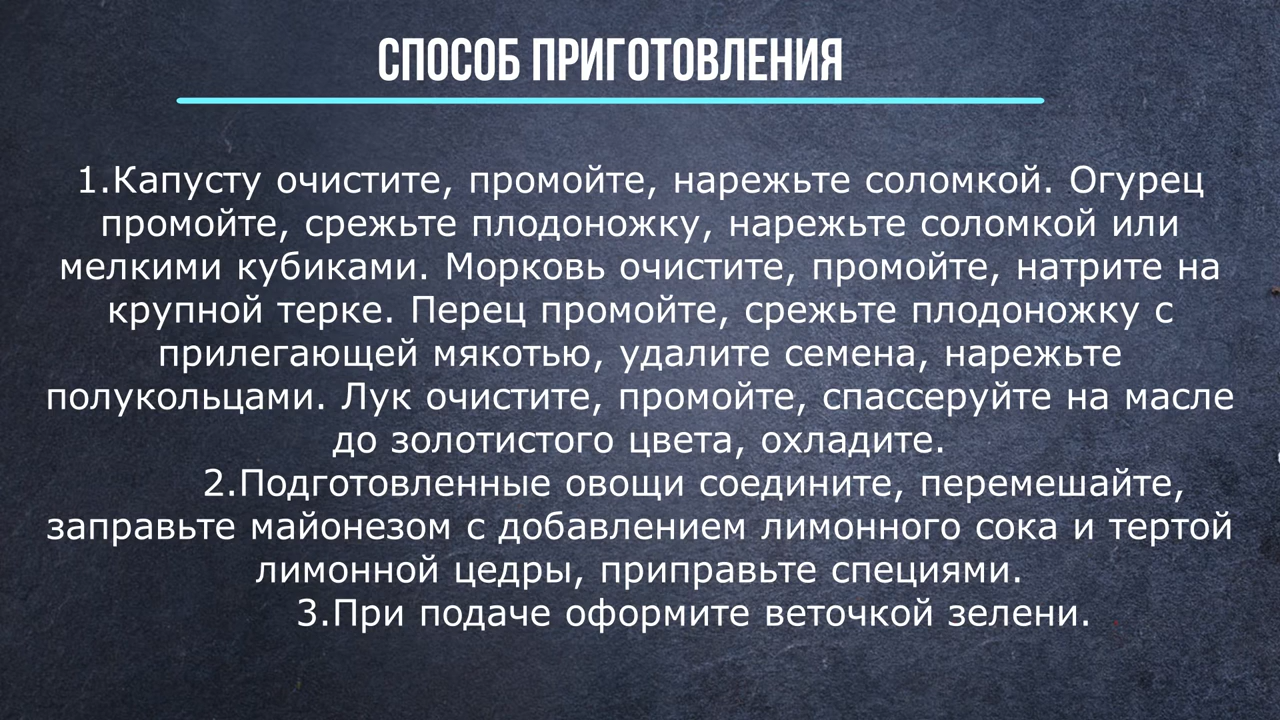 СПОСОБ ПРИГОТОВЛЕНИЯ
1.Капусту очистите, промойте, нарежьте соломкой. Огурец
промойте, срежьте плодоножку, нарежьте соломкой или
мелкими кубиками. Морковь очистите, промойте, натрите на
крупной терке. Перец промойте, срежьте плодоножку с
прилегающей мякотью, удалите семена, нарежьте
полукольцами. Лук очистите, промойте, спассеруйте на масле
до золотистого цвета, охладите.
2.Подготовленные овощи соедините, перемешайте,
заправьте майонезом с добавлением лимонного сока и тертой
лимонной цедры, приправьте специями.
3.При подаче оформите веточкой зелени.